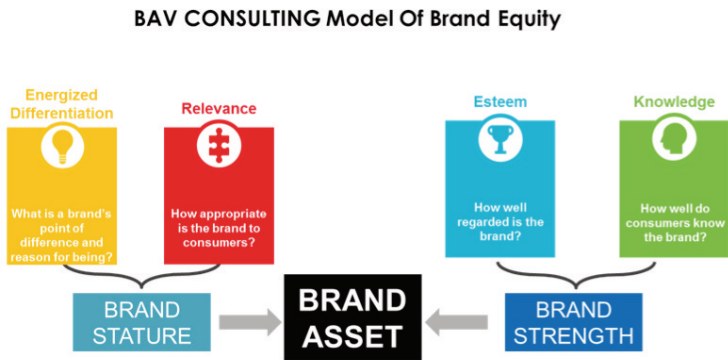 BAV CONSULTING Model Of Brand Equity
Energized
Differentiation
What is a brand's
point of
difference and
reason for being?
Relevance
How appropriate
is the brand to
consumers?
Esteem
How well
regarded is the
brand?
Knowledge
How well do
consumers know
the brand?
BRAND
STATURE
BRAND
ASSET
BRAND
STRENGTH